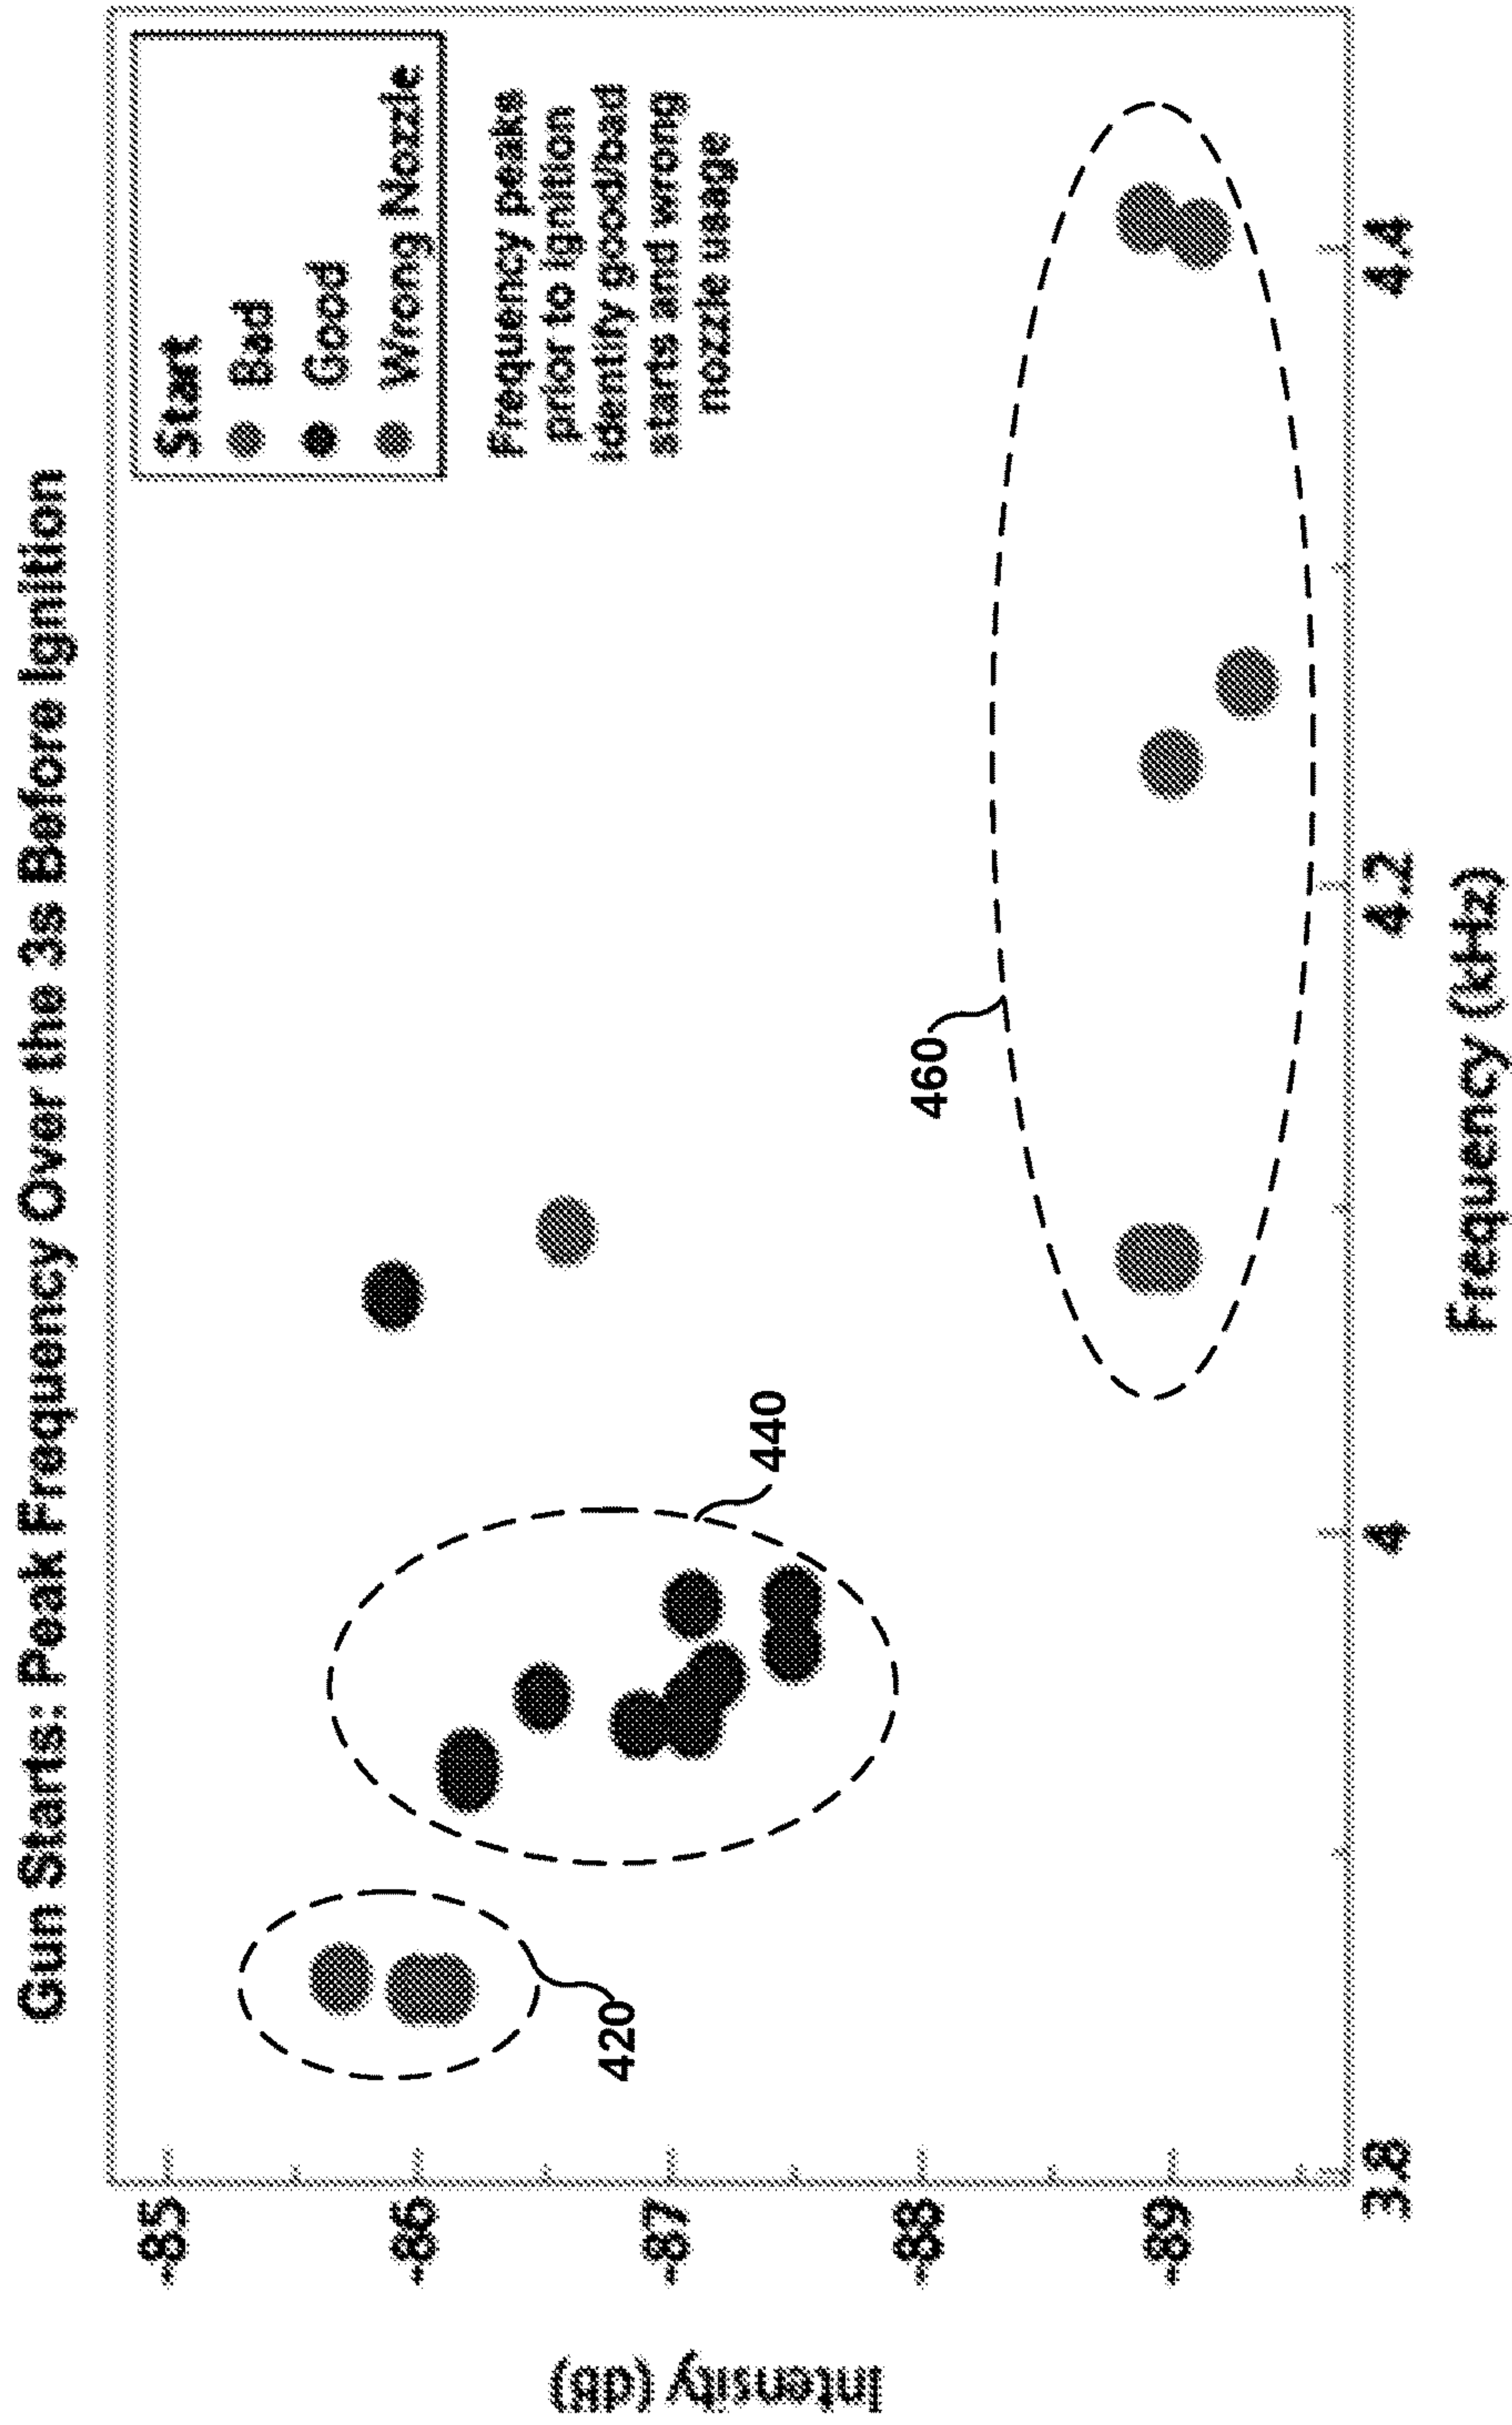 Gun Starts: Peak Frequency Over the 3s Before Ignition
Start
Bad
Good
Wrong Nozzle
Frequency peaks
prior to ignition
identify good/bad
starts and wrong
nozzle usage
Intensity (dB)
-85
-86
-87
-88
-89
420
440
460
3.8
4
4.2
4.4
Frequency (kHz)